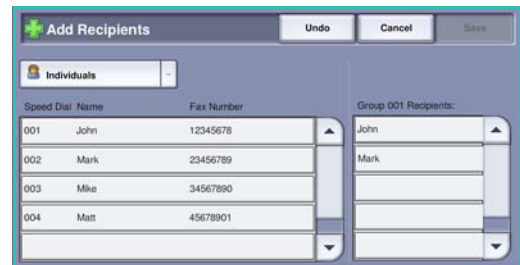 Add Recipients Undo Cancel Save
Individuals
Speed Dial Name Fax Number Group 001 Recipients:
001 John 12345678 John
002 Mark 23456789 Mark
003 Mike 34567890
004 Matt 45678901